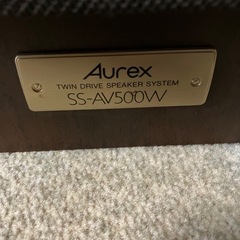 Aurex
TWIN DRIVE SPEAKER SYSTEM
SS-AV500W